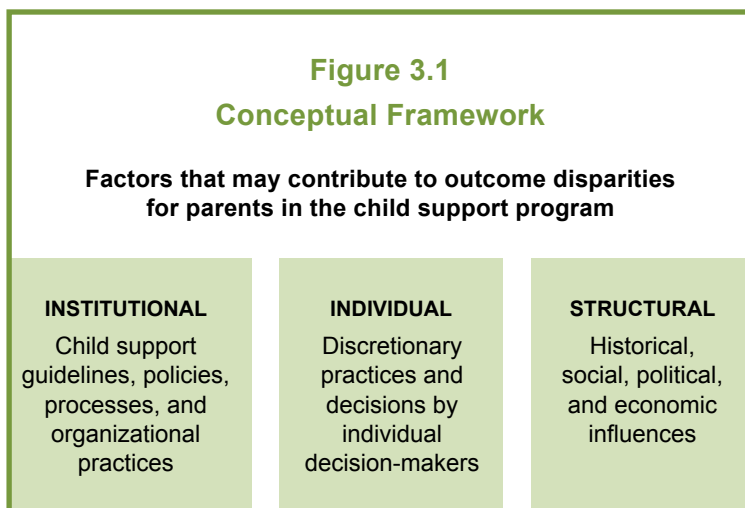 Figure 3.1
Conceptual Framework
Factors that may contribute to outcome disparities
for parents in the child support program
INSTITUTIONAL
Child support
guidelines, policies,
processes, and
organizational
practices
INDIVIDUAL
Discretionary
practices and
decisions by
individual
decision-makers
STRUCTURAL
Historical,
social, political,
and economic
influences